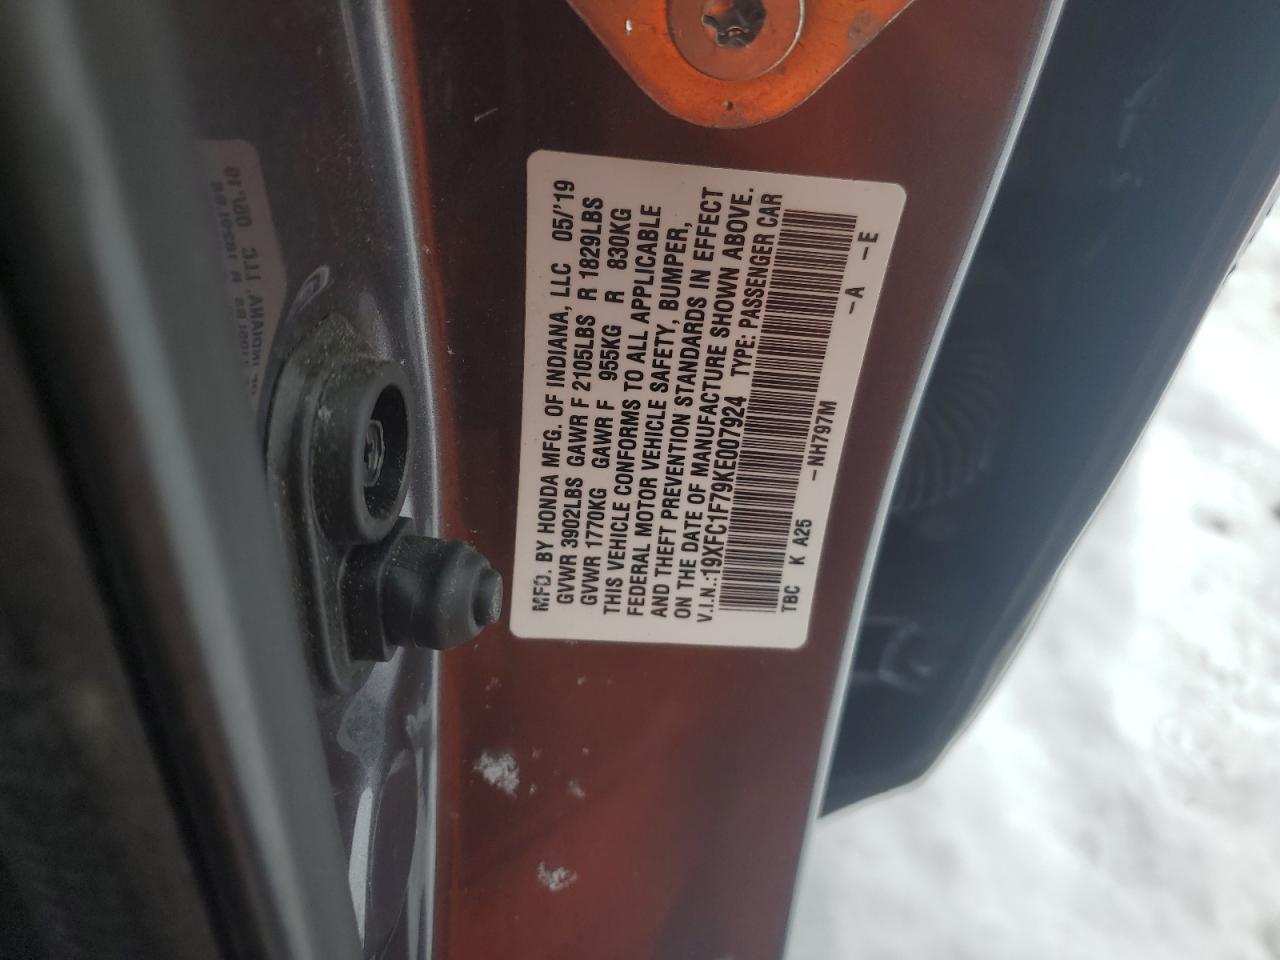 MFD. BY HONDA MFG. OF INDIANA, LLC 05/'19
GVWR 3902LBS GAWR F 2105LBS R 1829LBS
GVWR 1770KG GAWR F 955KG R 830KG
THIS VEHICLE CONFORMS TO ALL APPLICABLE
FEDERAL MOTOR VEHICLE SAFETY, BUMPER,
AND THEFT PREVENTION STANDARDS IN EFFECT
ON THE DATE OF MANUFACTURE SHOWN ABOVE.
V.I.N.:19XFC1F79KE007924 TYPE: PASSENGER CAR
TBC K A25 -NH797M -A -E